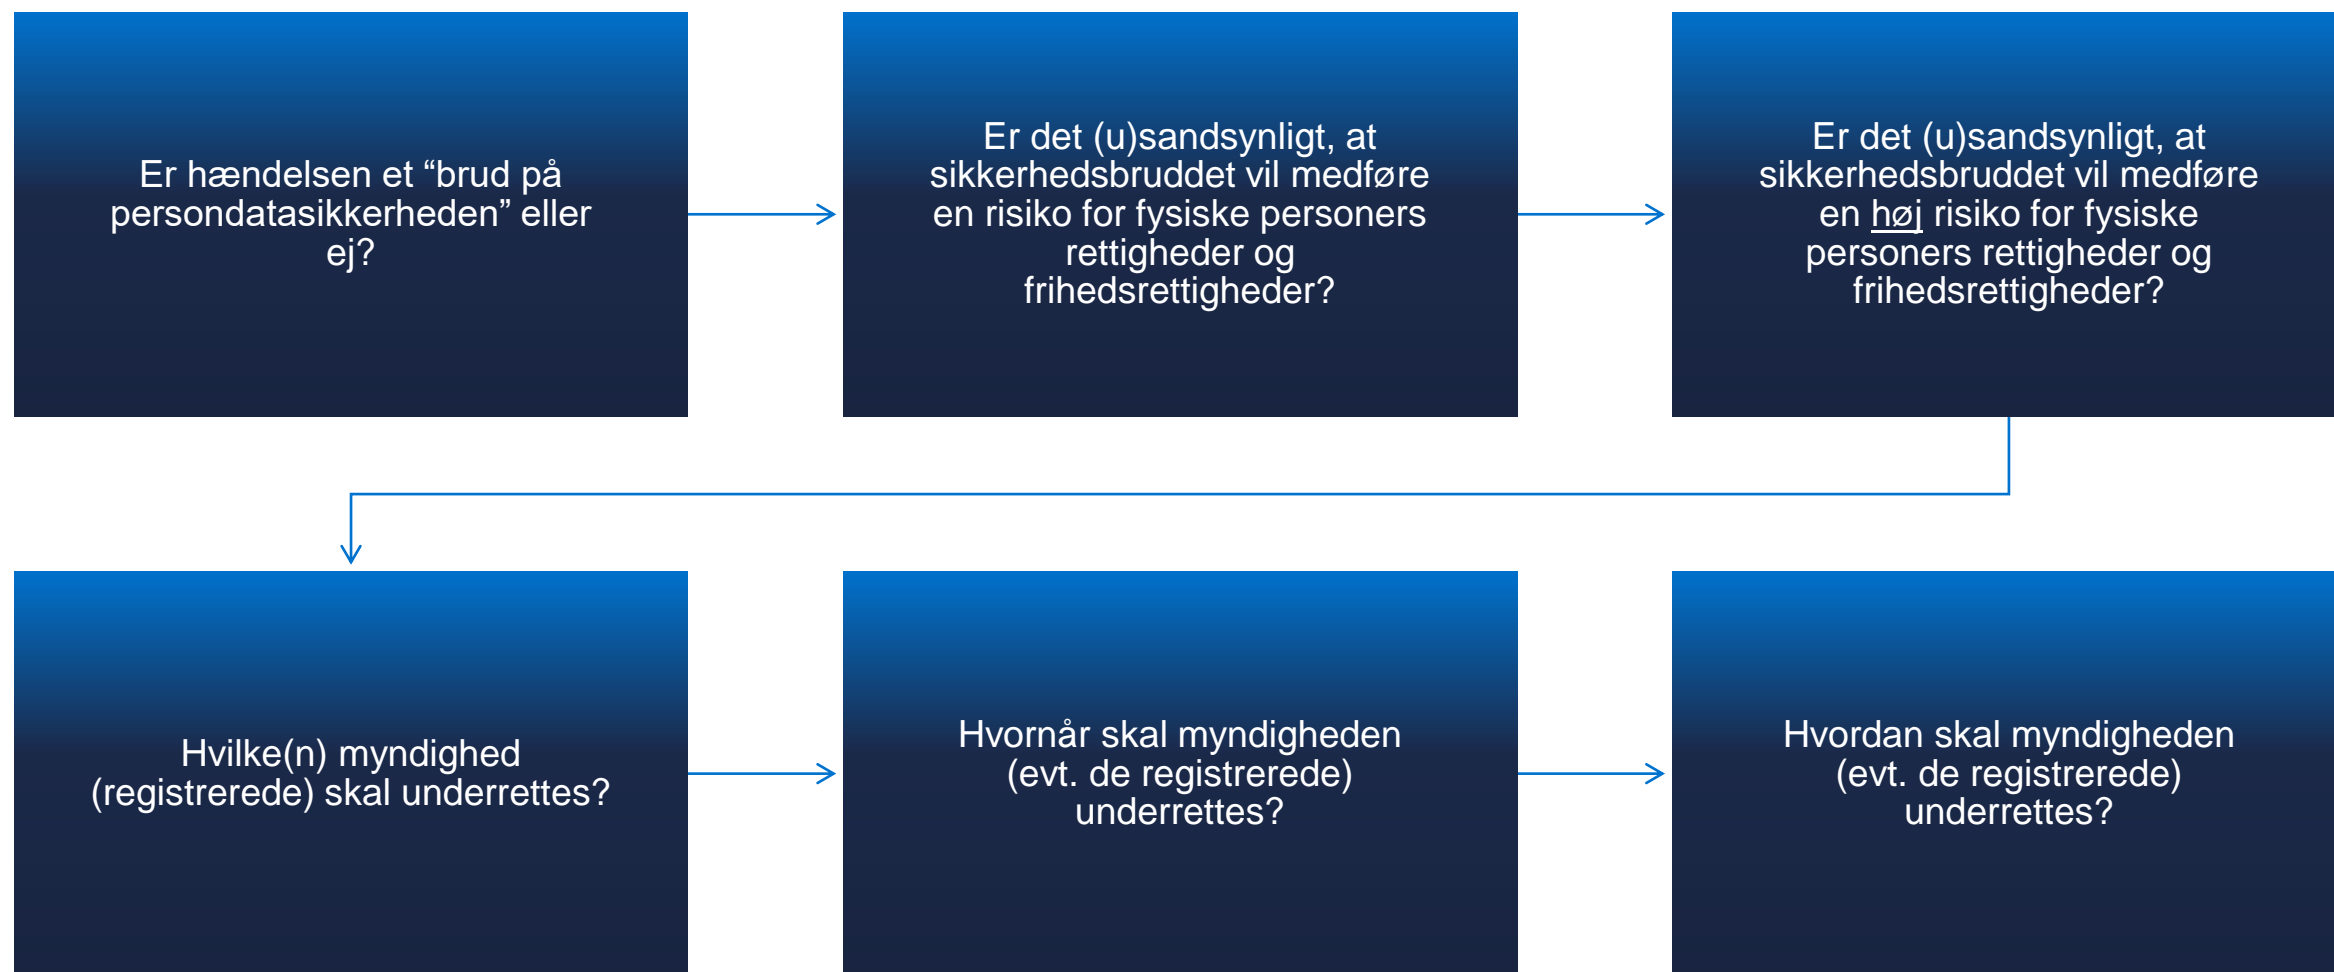 Er hændelsen et “brud på
persondatasikkerheden” eller
ej?
Er det (u)sandsynligt, at
sikkerhedsbruddet vil medføre
en risiko for fysiske personers
rettigheder og
frihedsrettigheder?
Er det (u)sandsynligt, at
sikkerhedsbruddet vil medføre
en høj risiko for fysiske
personers rettigheder og
frihedsrettigheder?
Hvilke(n) myndighed
(registrerede) skal underrettes?
Hvornår skal myndigheden
(evt. de registrerede)
underrettes?
Hvordan skal myndigheden
(evt. de registrerede)
underrettes?